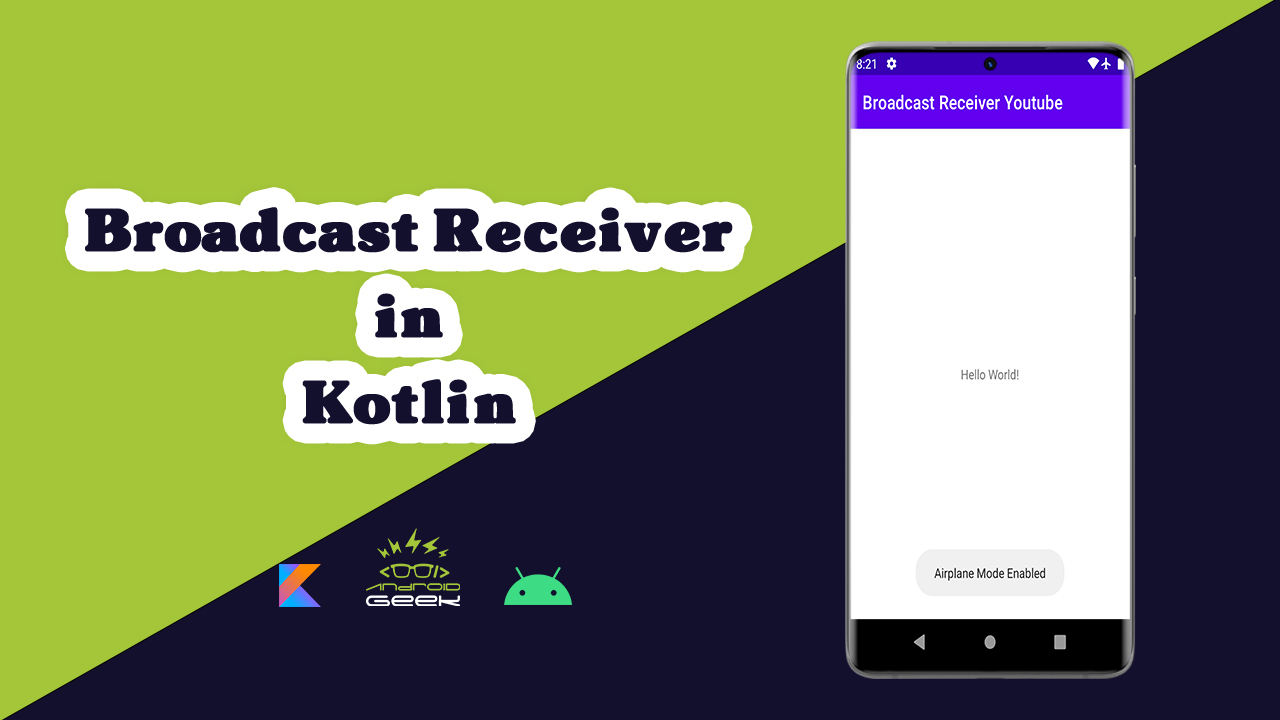 Broadcast Receiver
in
Kotlin
</>
ANDROID
GEEK
8:21
Broadcast Receiver Youtube
Hello World!
Airplane Mode Enabled